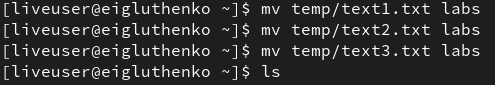 [liveuser@eigluthenko ~]$ mv temp/text1.txt labs
[liveuser@eigluthenko ~]$ mv temp/text2.txt labs
[liveuser@eigluthenko ~]$ mv temp/text3.txt labs
[liveuser@eigluthenko ~]$ ls